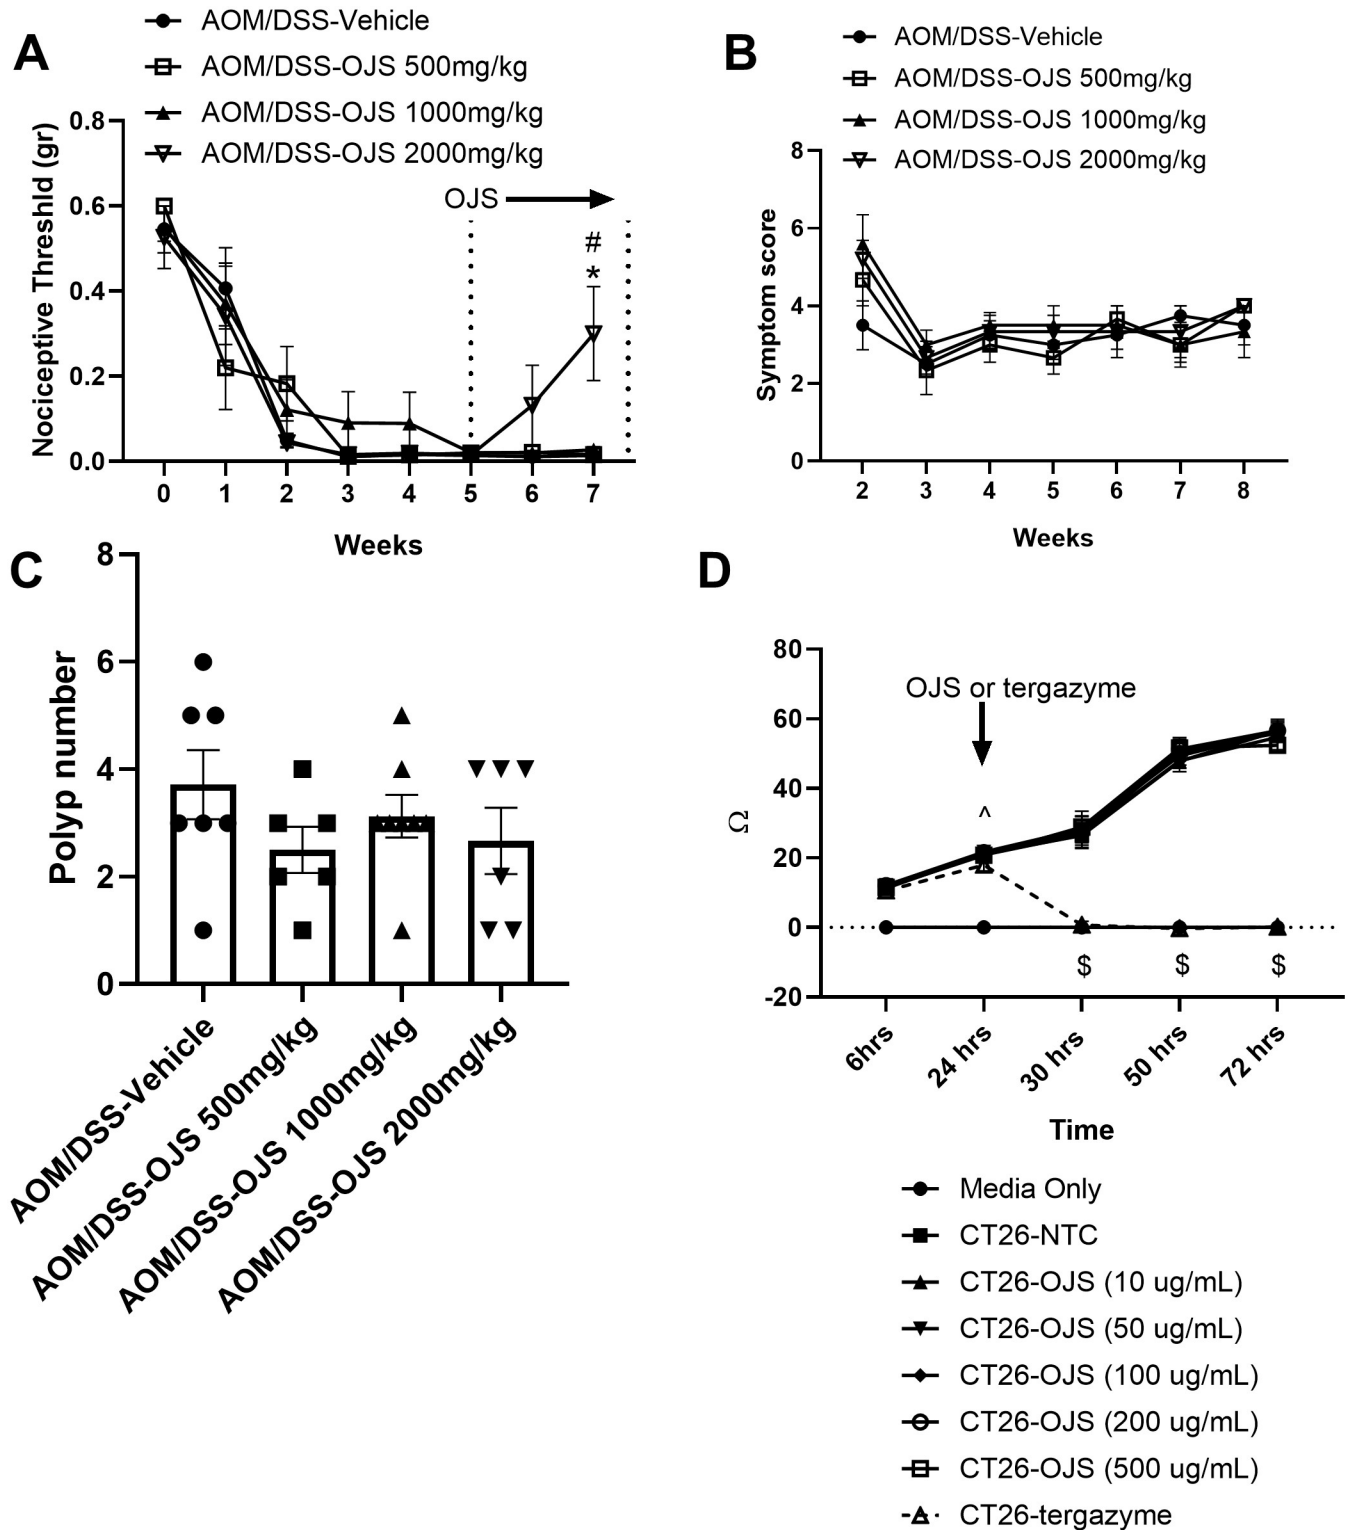 A
AOM/DSS-Vehicle
AOM/DSS-OJS 500mg/kg
AOM/DSS-OJS 1000mg/kg
AOM/DSS-OJS 2000mg/kg
Nociceptive Threshld (gr)
0.8
0.6
0.4
0.2
0.0
OJS
#
*
0 1 2 3 4 5 6 7
Weeks
B
AOM/DSS-Vehicle
AOM/DSS-OJS 500mg/kg
AOM/DSS-OJS 1000mg/kg
AOM/DSS-OJS 2000mg/kg
Symptom score
8
6
4
2
0
2 3 4 5 6 7 8
Weeks
C
Polyp number
8
6
4
2
0
AOM/DSS-Vehicle
AOM/DSS-OJS 500mg/kg
AOM/DSS-OJS 1000mg/kg
AOM/DSS-OJS 2000mg/kg
D
Ω
80
60
40
20
0
-20
OJS or tergazyme
^
$ $ $
6hrs
24 hrs
30 hrs
50 hrs
72 hrs
Time
Media Only
CT26-NTC
CT26-OJS (10 ug/mL)
CT26-OJS (50 ug/mL)
CT26-OJS (100 ug/mL)
CT26-OJS (200 ug/mL)
CT26-OJS (500 ug/mL)
CT26-tergazyme